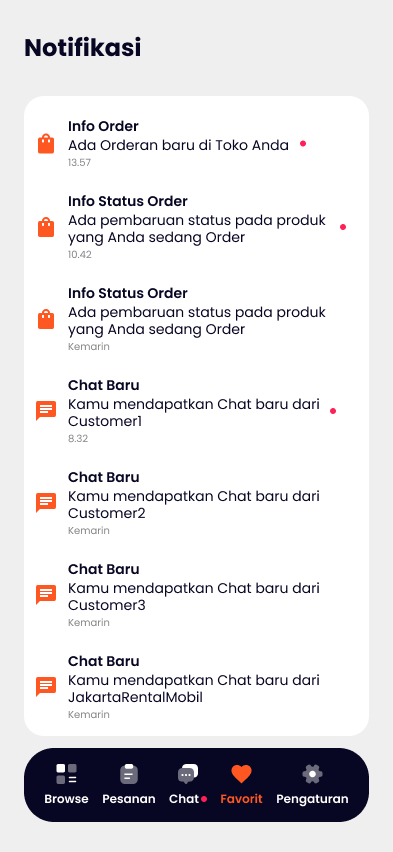 Notifikasi
Info Order
Ada Orderan baru di Toko Anda
13.57
Info Status Order
Ada pembaruan status pada produk
yang Anda sedang Order
10.42
Info Status Order
Ada pembaruan status pada produk
yang Anda sedang Order
Kemarin
Chat Baru
Kamu mendapatkan Chat baru dari
Customer1
8.32
Chat Baru
Kamu mendapatkan Chat baru dari
Customer2
Kemarin
Chat Baru
Kamu mendapatkan Chat baru dari
Customer3
Kemarin
Chat Baru
Kamu mendapatkan Chat baru dari
JakartaRentalMobil
Kemarin
Browse Pesanan Chat Favorit Pengaturan